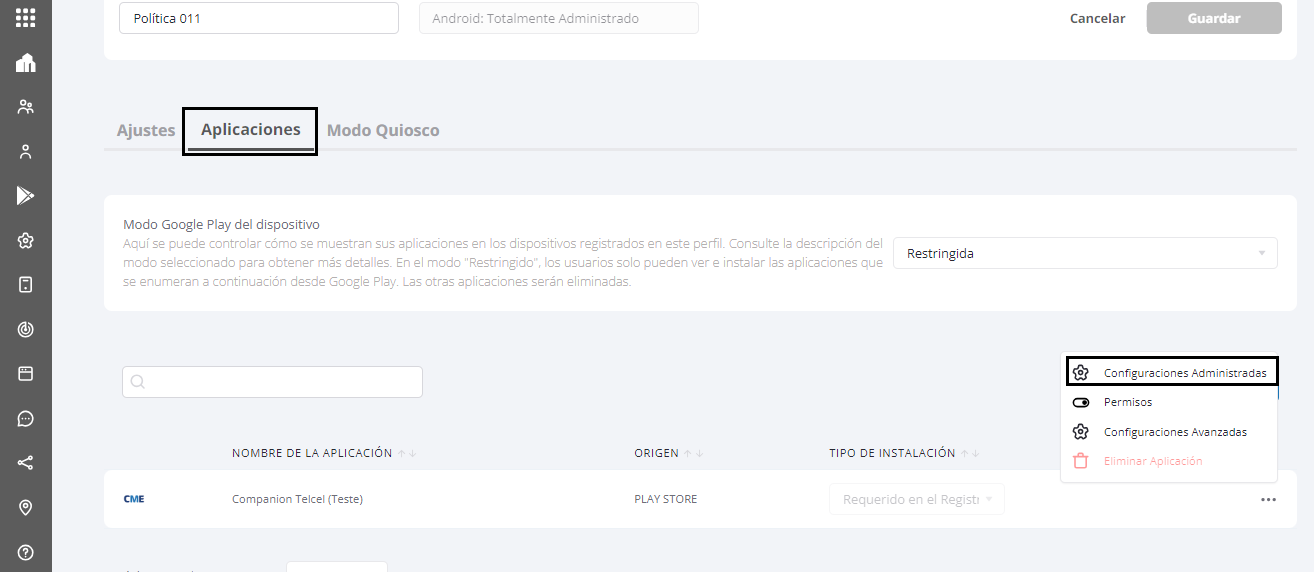 Política 011
Android: Totalmente Administrado
Cancelar
Guardar
Ajustes
Aplicaciones
Modo Quiosco
Modo Google Play del dispositivo
Aquí se puede controlar cómo se muestran sus aplicaciones en los dispositivos registrados en este perfil. Consulte la descripción del
modo seleccionado para obtener más detalles. En el modo "Restringido", los usuarios solo pueden ver e instalar las aplicaciones que
se enumeran a continuación desde Google Play. Las otras aplicaciones serán eliminadas.
Restringida
Configuraciones Administradas
Permisos
Configuraciones Avanzadas
Eliminar Aplicación
NOMBRE DE LA APLICACIÓN
ORIGEN
TIPO DE INSTALACIÓN
CME
Companion Telcel (Teste)
PLAY STORE
Requerido en el Registr